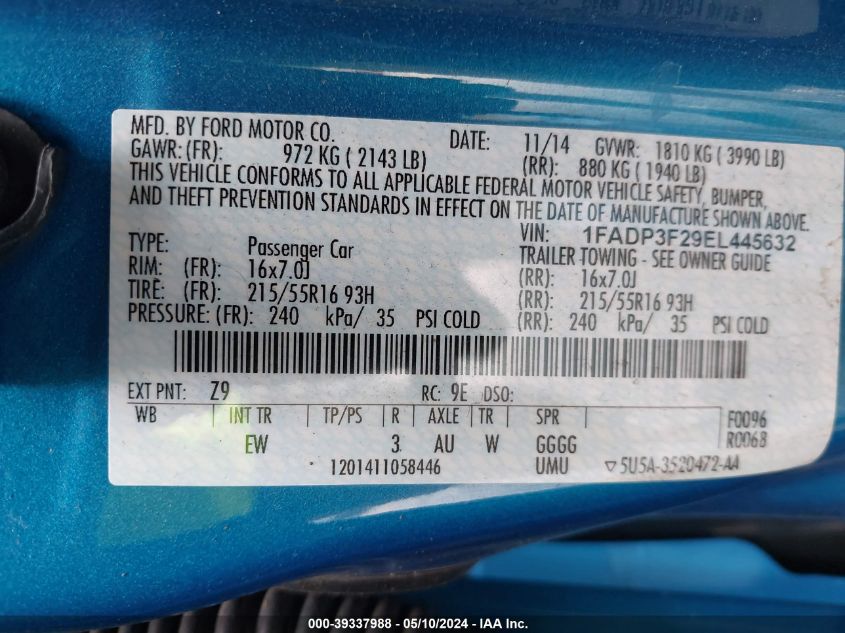 MFD. BY FORD MOTOR CO. DATE: 11/14 GVWR: 1810 KG ( 3990 LB)
GAWR: (FR): 972 KG ( 2143 LB) (RR): 880 KG ( 1940 LB)
THIS VEHICLE CONFORMS TO ALL APPLICABLE FEDERAL MOTOR VEHICLE SAFETY, BUMPER,
AND THEFT PREVENTION STANDARDS IN EFFECT ON THE DATE OF MANUFACTURE SHOWN ABOVE.
VIN: 1FADP3F29EL445632
TYPE: Passenger Car TRAILER TOWING - SEE OWNER GUIDE
RIM: (FR): 16x7.0J (RR): 16x7.0J
TIRE: (FR): 215/55R16 93H (RR): 215/55R16 93H
PRESSURE: (FR): 240 kPa/ 35 PSI COLD (RR): 240 kPa/ 35 PSI COLD
EXT PNT: Z9 RC: 9E DSO:
WB INT TR TP/PS R AXLE TR SPR F0096
EW 3 AU W GGGG R0068
1201411058446 UMU ▽5U5A-3520472-AA
000-39337988 - 05/10/2024 - IAA Inc.